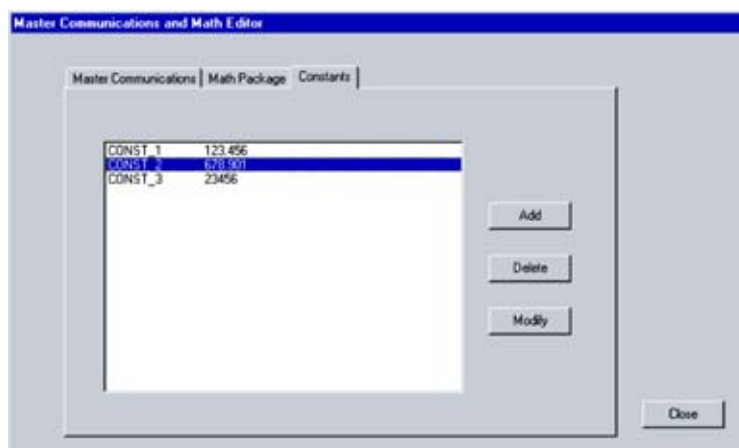 Master Communications and Math Editor
Master Communications Math Package Constants
CONST_1 123.456
CONST_2 678.901
CONST_3 23456
Add
Delete
Modify
Close